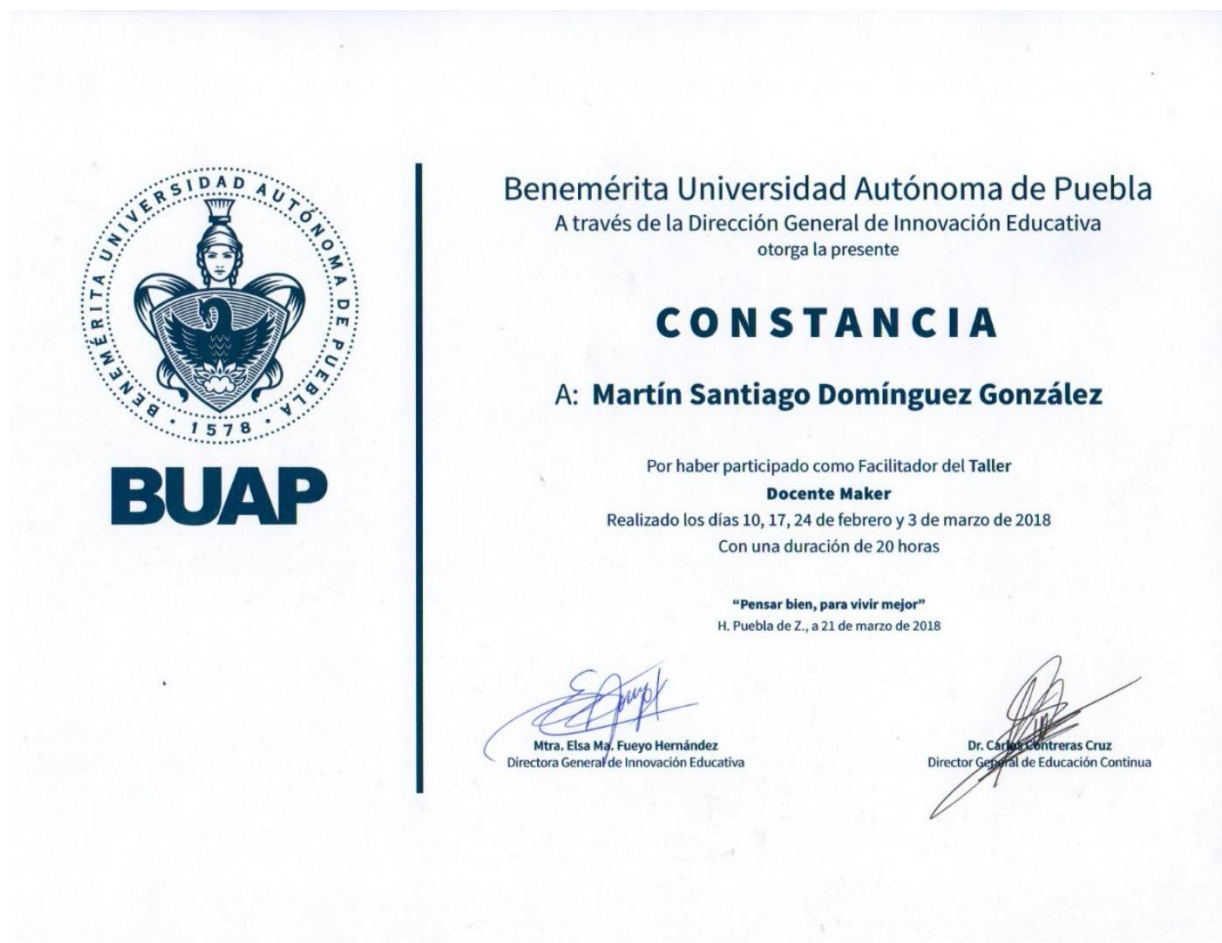 BENEMÉRITA UNIVERSIDAD AUTÓNOMA DE PUEBLA
• 1578 •
BUAP
Benemérita Universidad Autónoma de Puebla
A través de la Dirección General de Innovación Educativa
otorga la presente
CONSTANCIA
A: Martín Santiago Domínguez González
Por haber participado como Facilitador del Taller
Docente Maker
Realizado los días 10, 17, 24 de febrero y 3 de marzo de 2018
Con una duración de 20 horas
“Pensar bien, para vivir mejor”
H. Puebla de Z., a 21 de marzo de 2018
Mtra. Elsa Ma. Fueyo Hernández
Directora General de Innovación Educativa
Dr. Carlos Contreras Cruz
Director General de Educación Continua